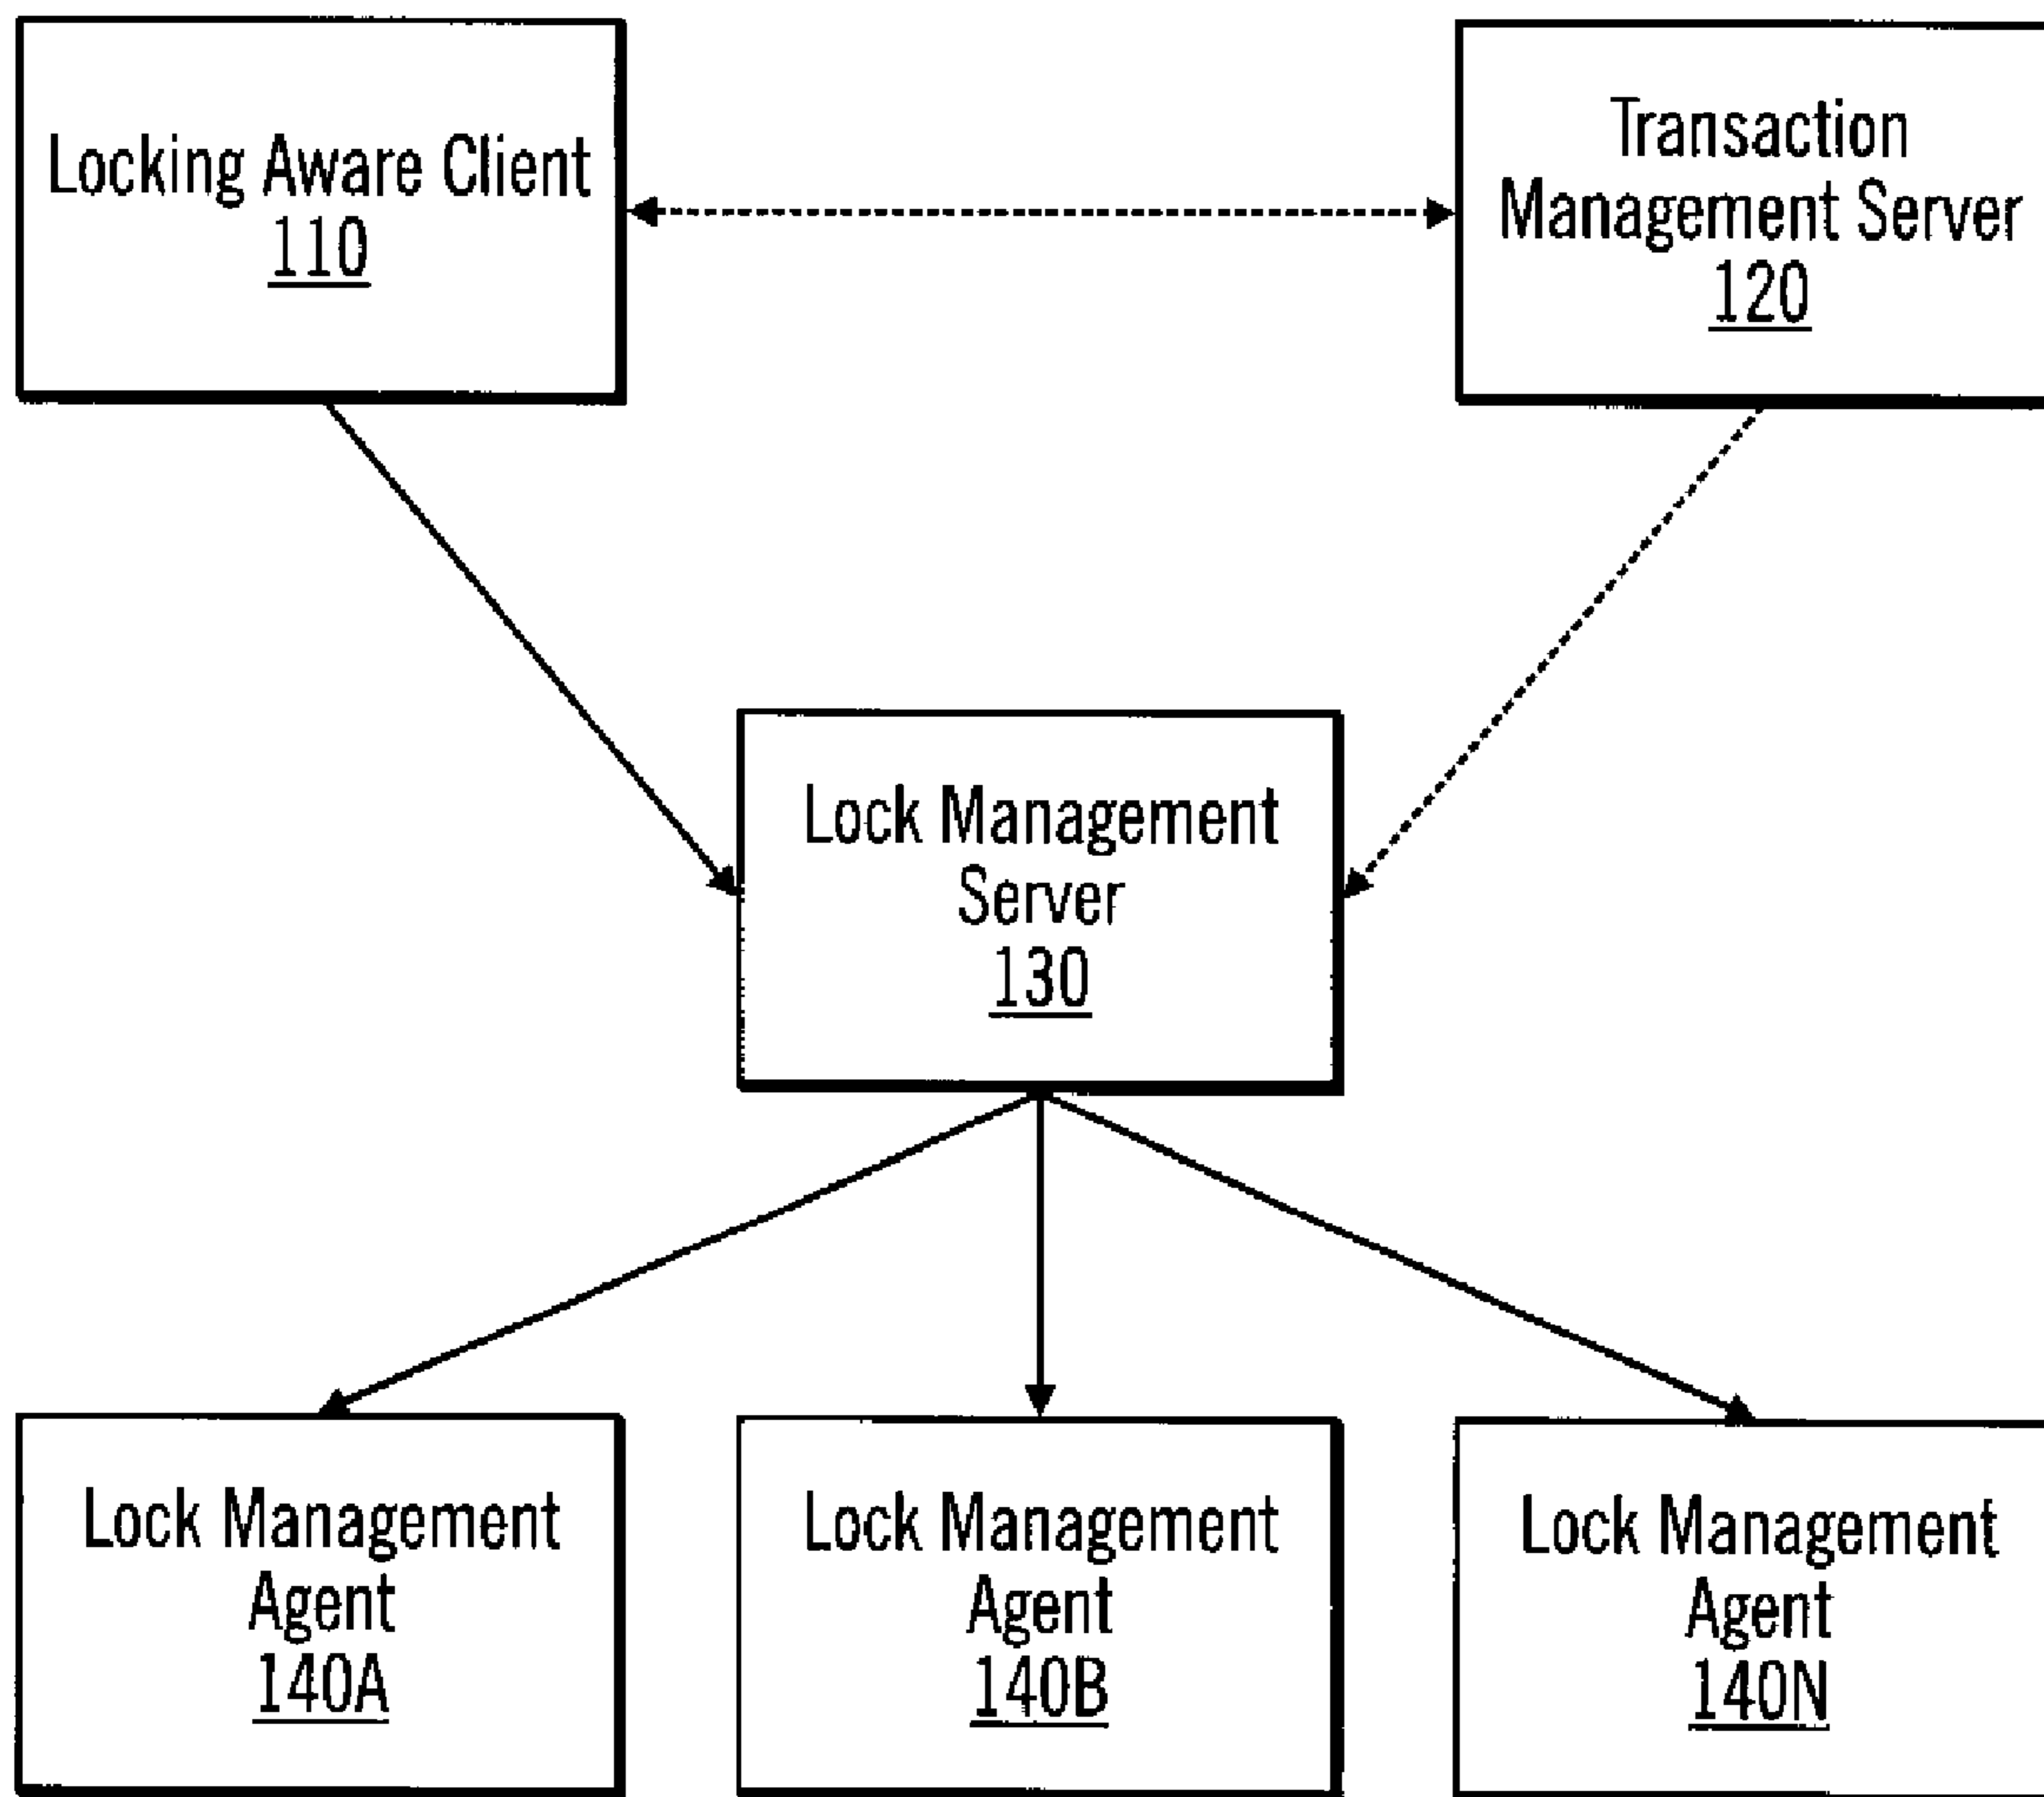 Locking Aware Client
110
Transaction
Management Server
120
Lock Management
Server
130
Lock Management
Agent
140A
Lock Management
Agent
140B
Lock Management
Agent
140N